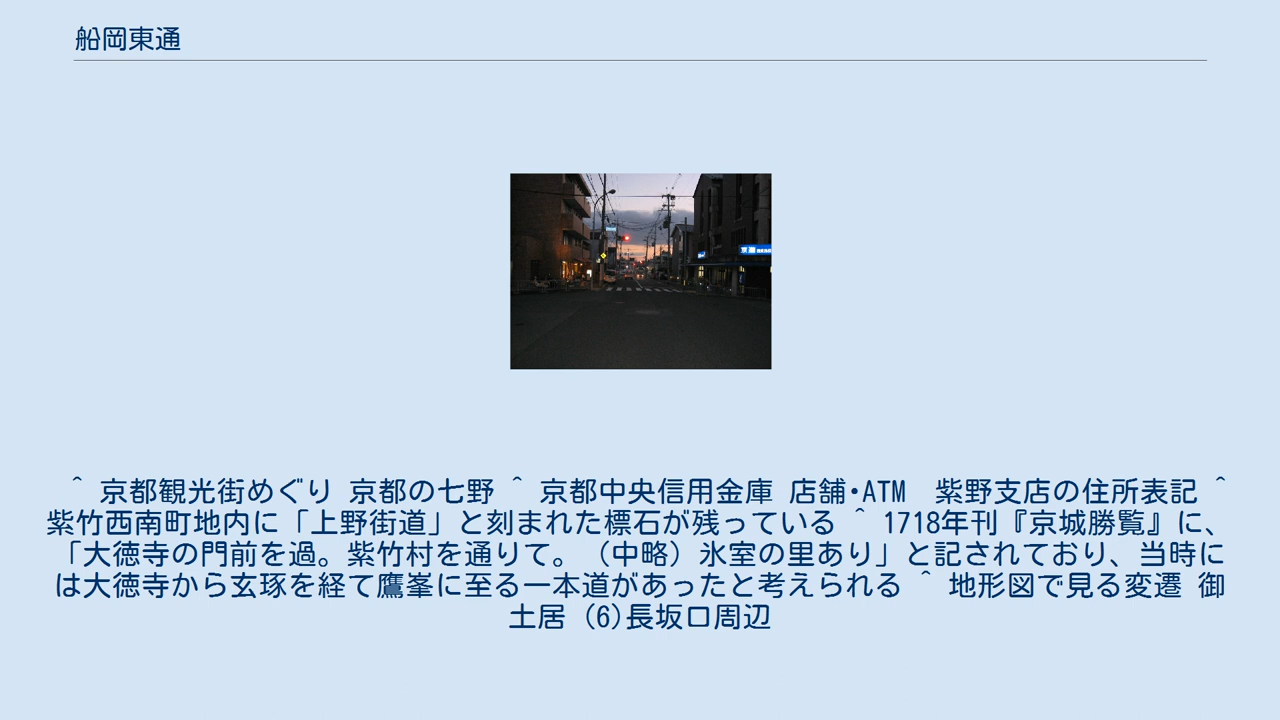 船岡東通
^ 京都観光街めぐり 京都の七野 ^ 京都中央信用金庫 店舗・ATM　紫野支店の住所表記 ^
紫竹西南町地内に「上野街道」と刻まれた標石が残っている ^ 1718年刊『京城勝覧』に、
「大徳寺の門前を過。紫竹村を通りて。（中略）氷室の里あり」と記されており、当時に
は大徳寺から玄琢を経て鷹峯に至る一本道があったと考えられる ^ 地形図で見る変遷 御
土居 (6)長坂口周辺